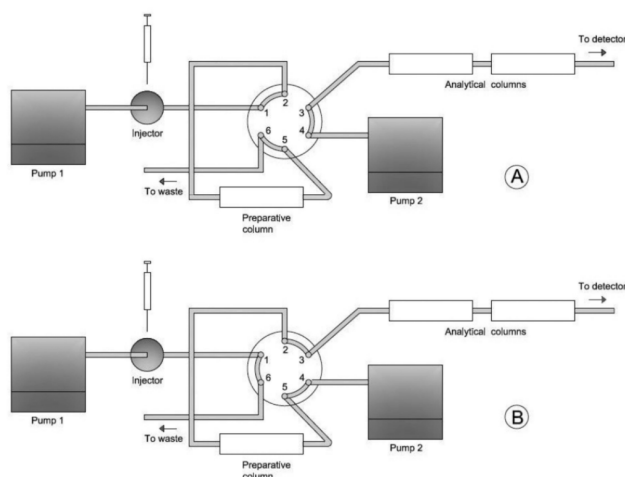 To detector
Analytical columns
1
2
3
4
5
6
Injector
Pump 1
To waste
Preparative
column
Pump 2
A
To detector
Analytical columns
1
2
3
4
5
6
Injector
Pump 1
To waste
Preparative
column
Pump 2
B